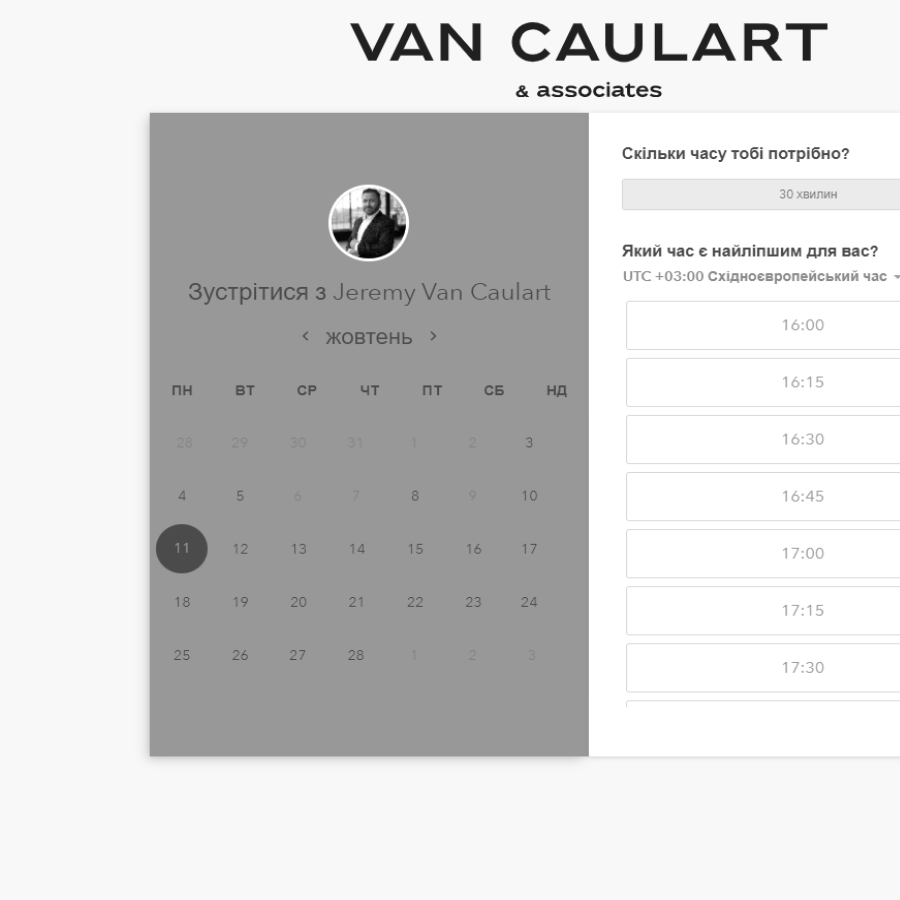 VAN CAULART
& associates
Зустрітися з Jeremy Van Caulart
жовтень
ПН ВТ СР ЧТ ПТ СБ НД
28 29 30 31 1 2 3
4 5 6 7 8 9 10
11 12 13 14 15 16 17
18 19 20 21 22 23 24
25 26 27 28 1 2 3
Скільки часу тобі потрібно?
30 хвилин
Який час є найліпшим для вас?
UTC +03:00 Східноєвропейський час
16:00
16:15
16:30
16:45
17:00
17:15
17:30